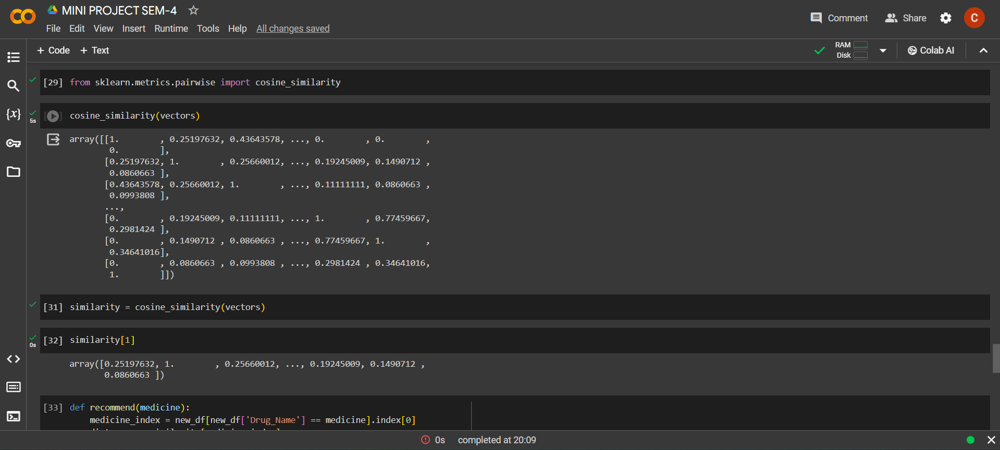 MINI PROJECT SEM-4
File Edit View Insert Runtime Tools Help All changes saved
Comment Share C
+ Code + Text
RAM
Disk
Colab AI
[29] from sklearn.metrics.pairwise import cosine_similarity
cosine_similarity(vectors)
5s
array([[1.        , 0.25197632, 0.43643578, ..., 0.        , 0.        ,
        0.        ],
       [0.25197632, 1.        , 0.25660012, ..., 0.19245009, 0.1490712 ,
        0.0860663 ],
       [0.43643578, 0.25660012, 1.        , ..., 0.11111111, 0.0860663 ,
        0.0993808 ],
       ...,
       [0.        , 0.19245009, 0.11111111, ..., 1.        , 0.77459667,
        0.2981424 ],
       [0.        , 0.1490712 , 0.0860663 , ..., 0.77459667, 1.        ,
        0.34641016],
       [0.        , 0.0860663 , 0.0993808 , ..., 0.2981424 , 0.34641016,
        1.        ]])
[31] similarity = cosine_similarity(vectors)
[32] similarity[1]
0s
array([0.25197632, 1.        , 0.25660012, ..., 0.19245009, 0.1490712 ,
       0.0860663 ])
[33] def recommend(medicine):
    medicine_index = new_df[new_df['Drug_Name'] == medicine].index[0]
0s completed at 20:09